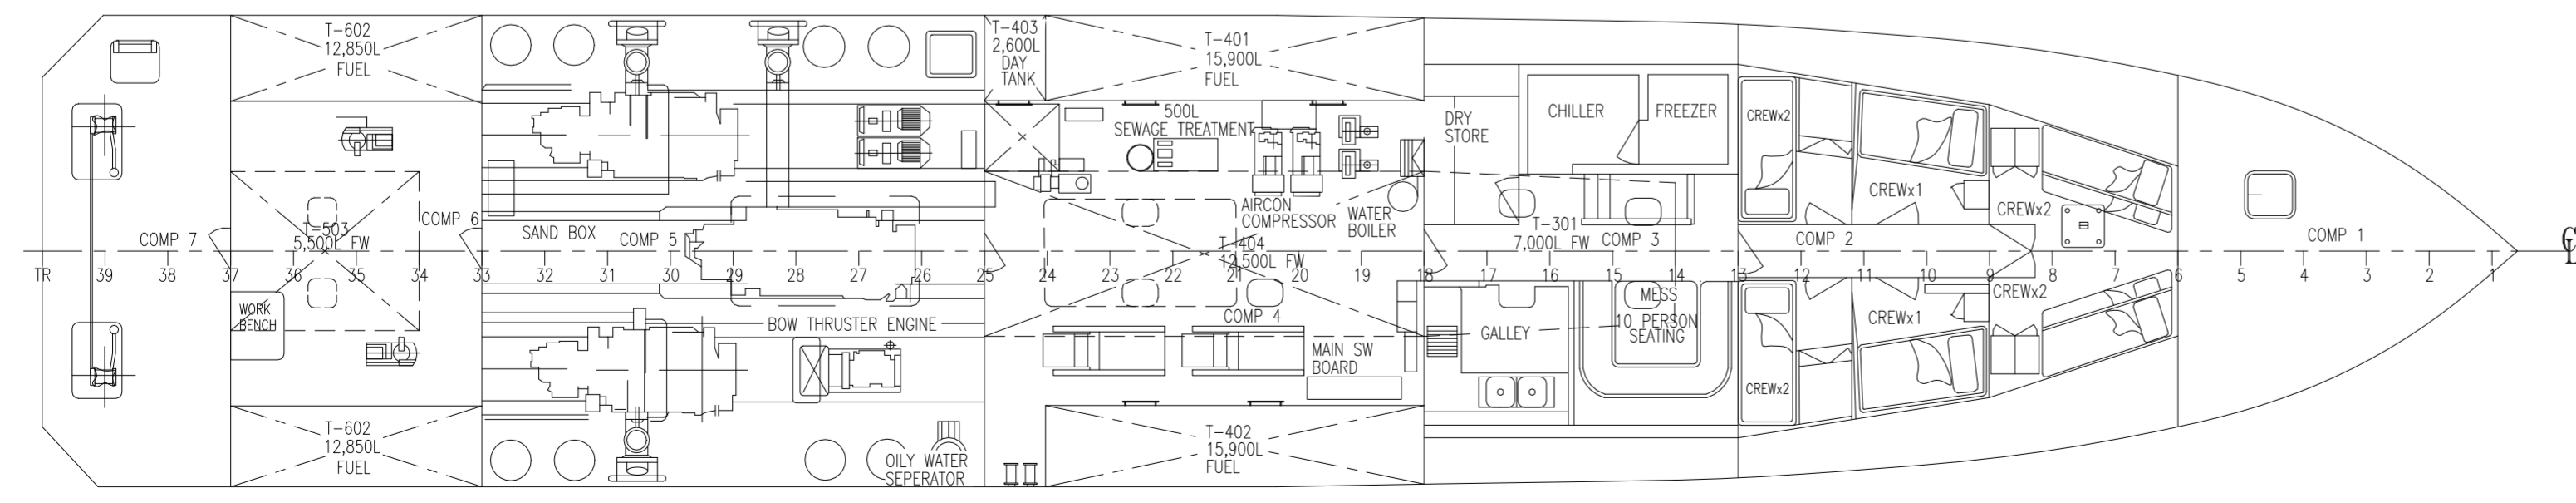 T-602
12,850L
FUEL
T-403
2,600L
DAY
TANK
T-401
15,900L
FUEL
500L
SEWAGE TREATMENT
DRY
STORE
CHILLER
FREEZER
CREWx2
CREWx1
CREWx2
AIRCON
COMPRESSOR
WATER
BOILER
T-503
5,500L FW
COMP 7
COMP 6
SAND BOX
COMP 5
T-404
12,500L FW
T-301
7,000L FW
COMP 3
COMP 2
COMP 1
TR 39 38 37 36 35 34 33 32 31 30 29 28 27 26 25 24 23 22 21 20 19 18 17 16 15 14 13 12 11 10 9 8 7 6 5 4 3 2 1
CL
WORK
BENCH
BOW THRUSTER ENGINE
COMP 4
MAIN SW
BOARD
GALLEY
MESS
10 PERSON
SEATING
CREWx2
CREWx1
CREWx2
T-602
12,850L
FUEL
OILY WATER
SEPERATOR
T-402
15,900L
FUEL